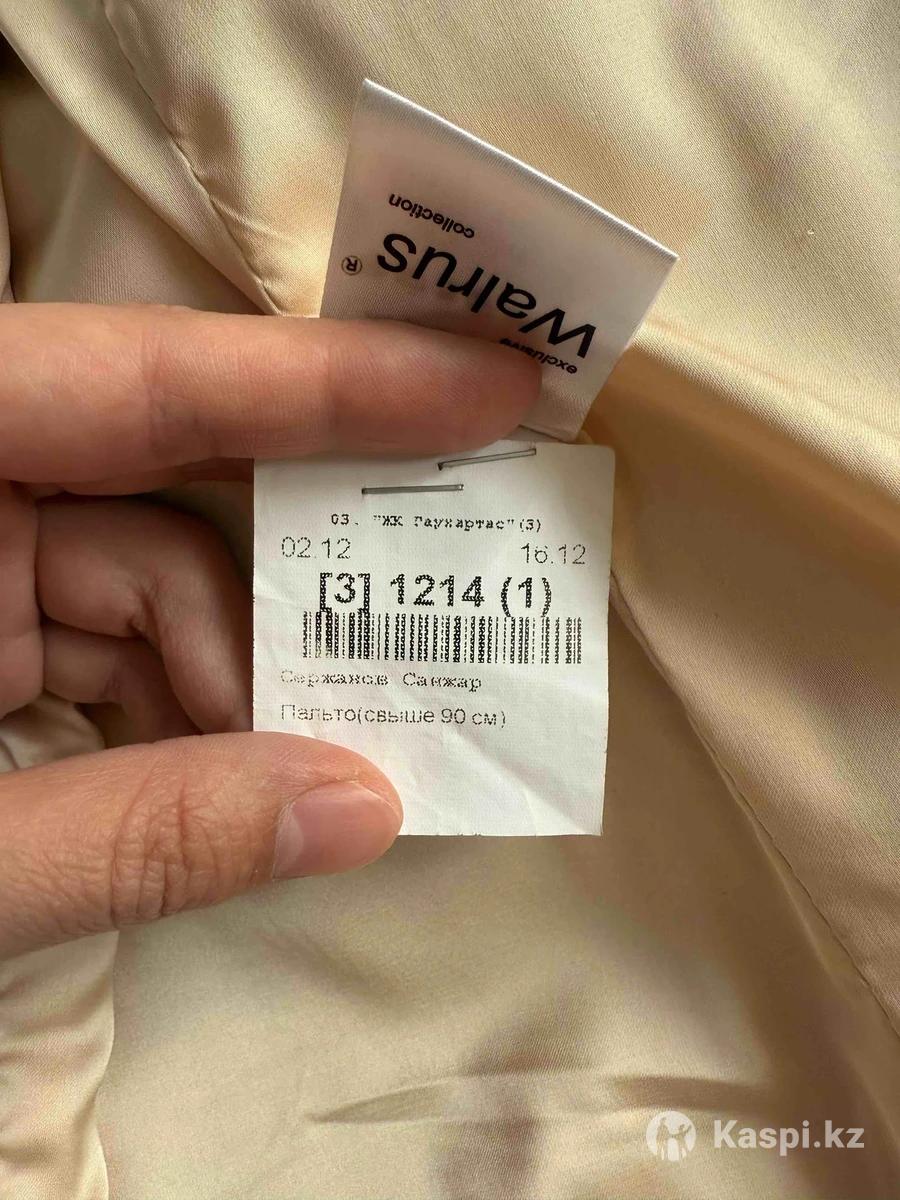 exclusive
Walrus®
collection
03. "ЖК Гаухартас"(3)
02.12 16.12
[3] 1214 (1)
Сержанов Санжар
Пальто(свыше 90 см)
Kaspi.kz